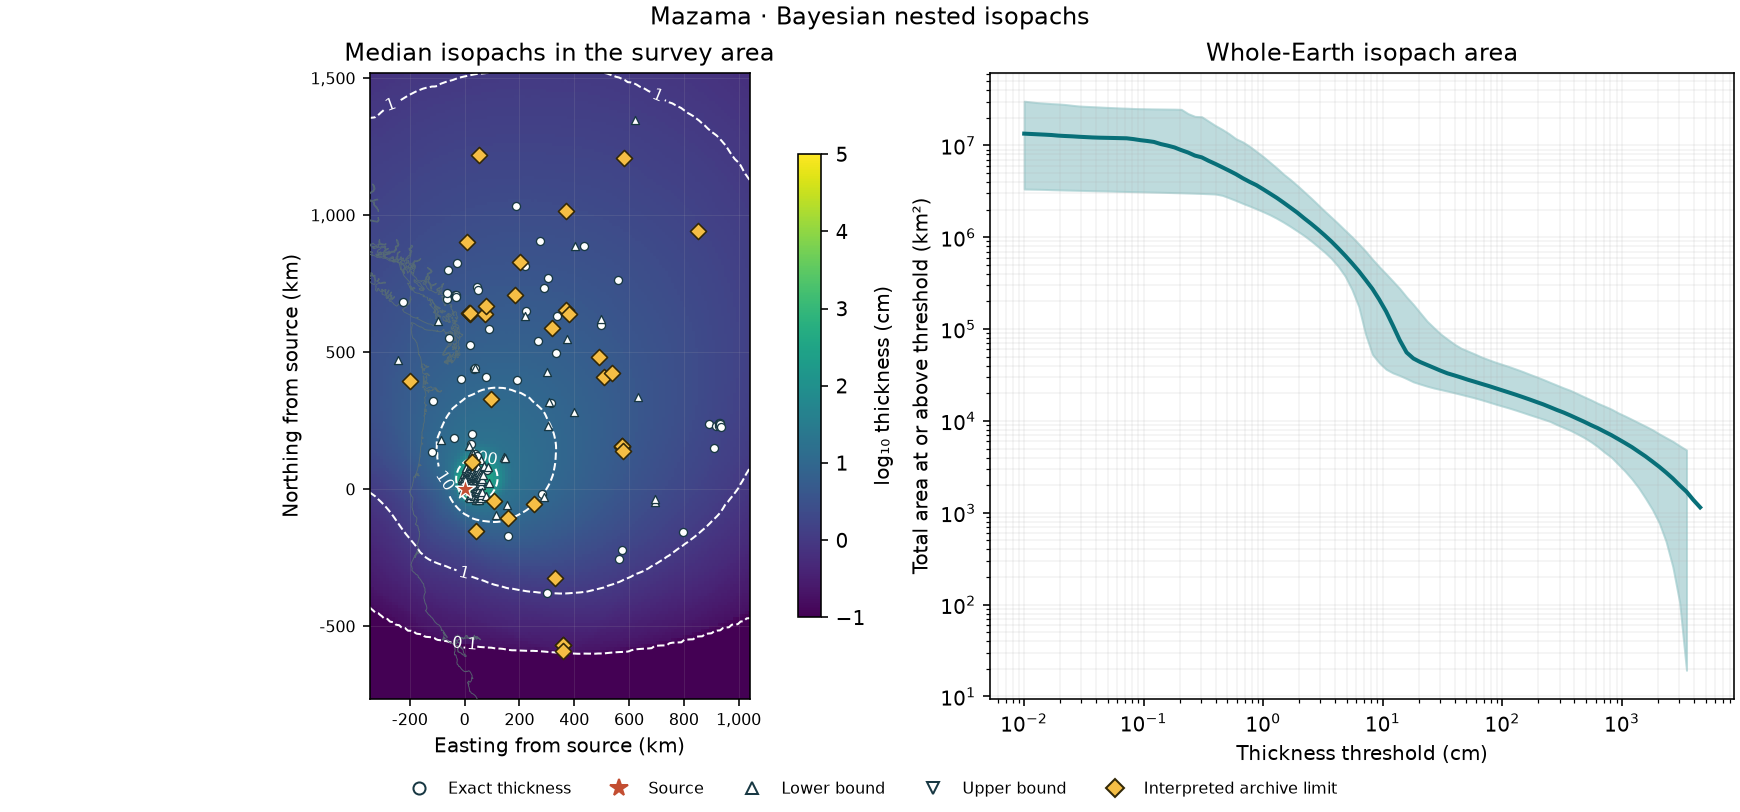 Mazama · Bayesian nested isopachs
Median isopachs in the survey area
Whole-Earth isopach area
1,500
1,000
500
0
-500
Northing from source (km)
-200
0
200
400
600
800
1,000
Easting from source (km)
1
1
1
0.1
10
5
4
3
2
1
0
−1
log₁₀ thickness (cm)
10⁷
10⁶
10⁵
10⁴
10³
10²
10¹
Total area at or above threshold (km²)
10⁻²
10⁻¹
10⁰
10¹
10²
10³
Thickness threshold (cm)
Exact thickness
Source
Lower bound
Upper bound
Interpreted archive limit